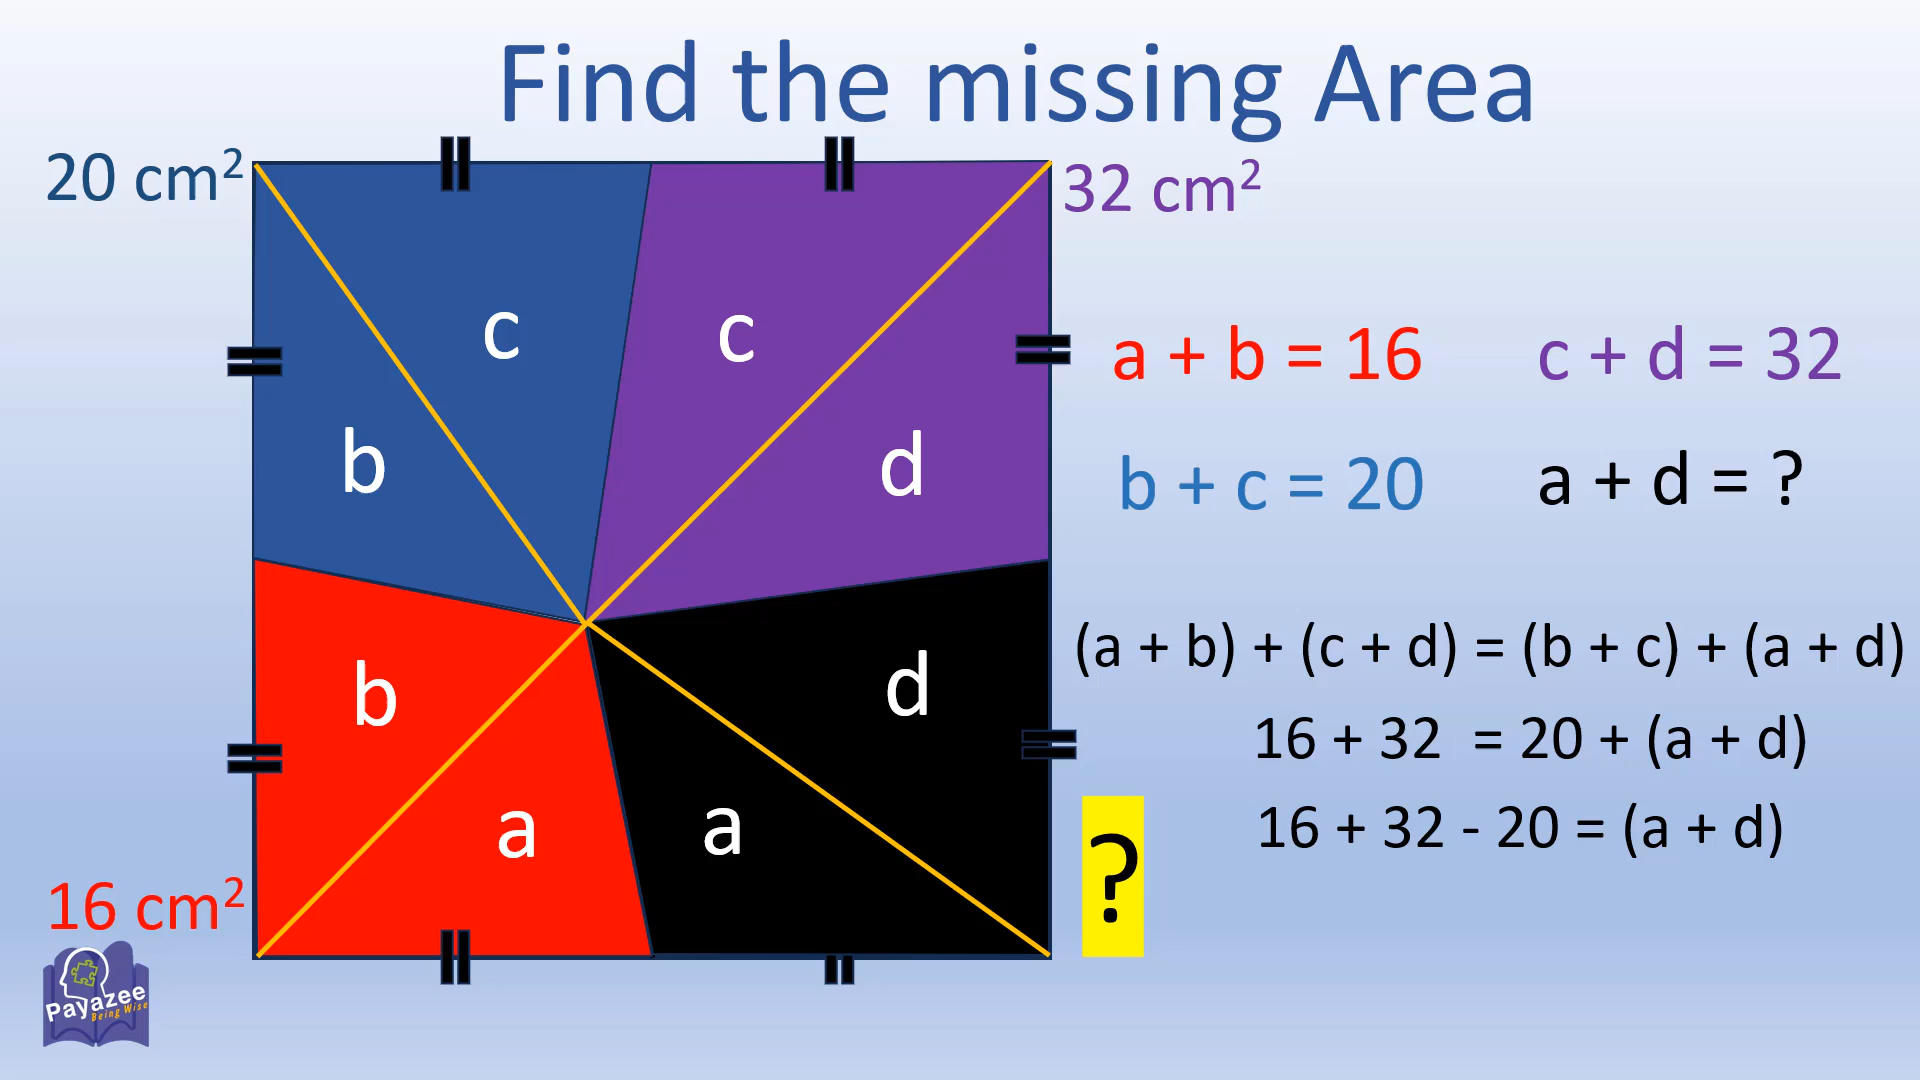 Find the missing Area
20 cm²
32 cm²
c
c
b
d
a + b = 16
c + d = 32
b + c = 20
a + d = ?
b
d
a
a
(a + b) + (c + d) = (b + c) + (a + d)
16 + 32 = 20 + (a + d)
16 + 32 - 20 = (a + d)
?
16 cm²
Payazee
Being Wise